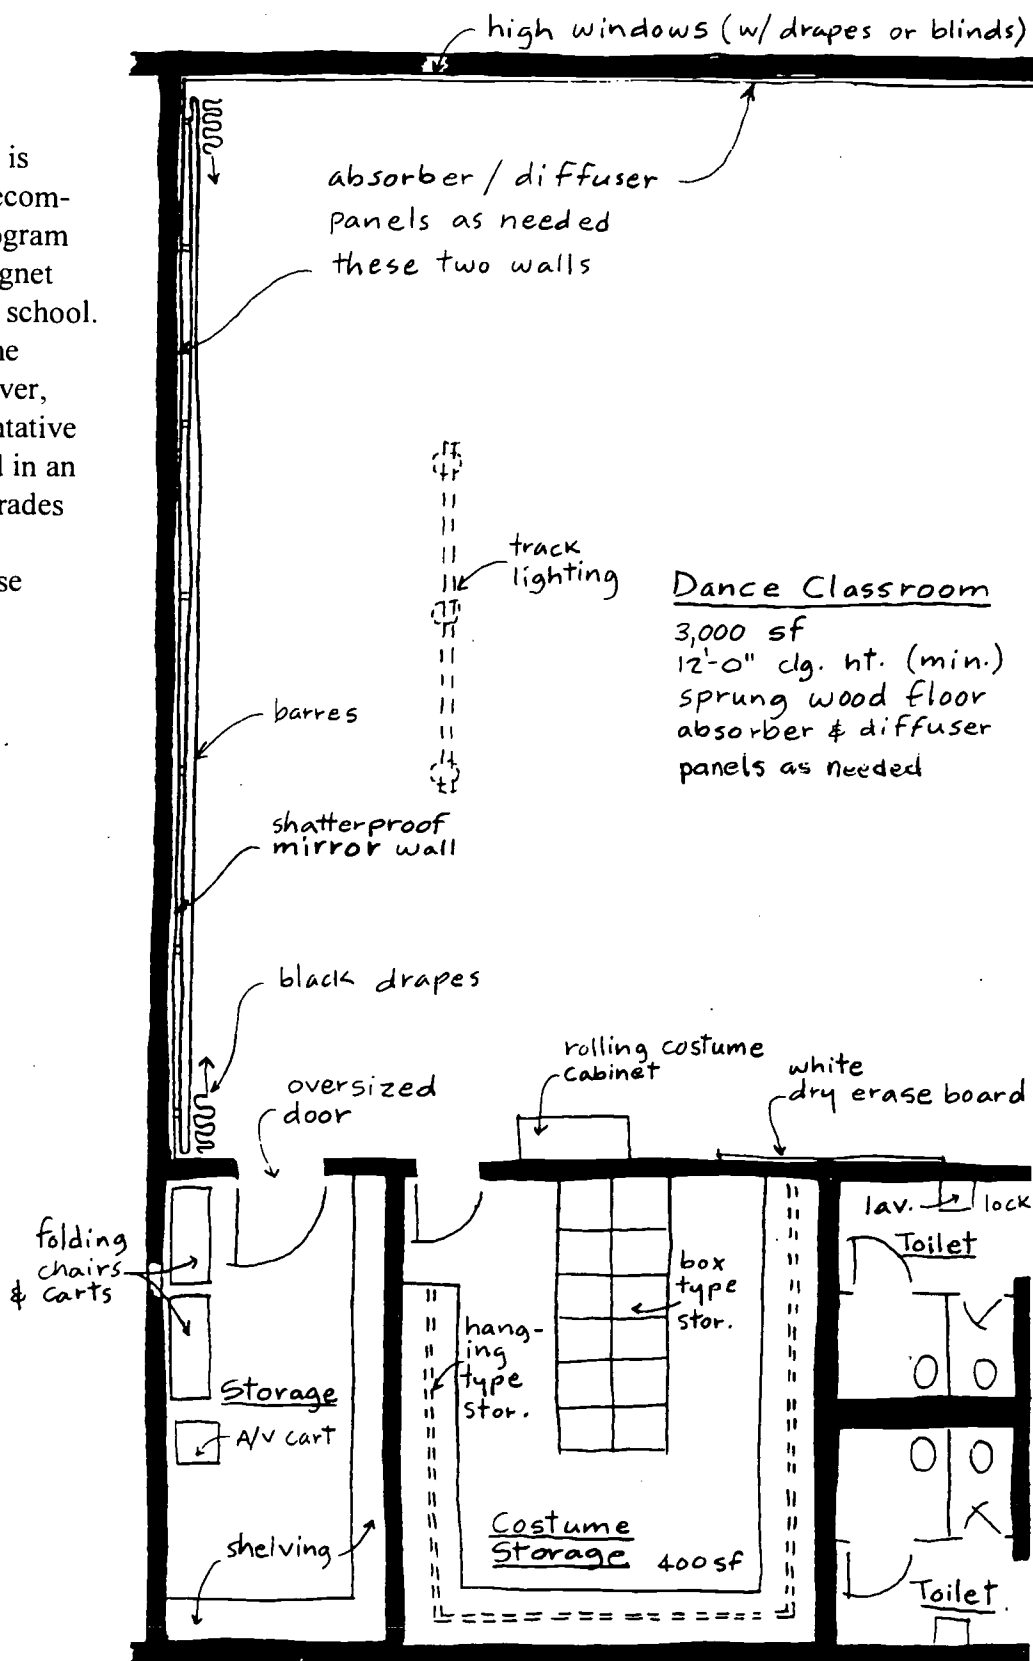 high windows (w/ drapes or blinds)
is
ecom-
ogram
gnet
school.
ne
ver,
ntative
d in an
rades
se
absorber / diffuser
panels as needed
these two walls
track
lighting
Dance Classroom
3,000 sf
12'-0" clg. ht. (min.)
sprung wood floor
absorber & diffuser
panels as needed
barres
shatterproof
mirror wall
black drapes
oversized
door
rolling costume
cabinet
white
dry erase board
folding
chairs
& carts
Storage
A/V cart
shelving
hang-
ing
type
stor.
box
type
stor.
Costume
Storage 400 sf
lav.
lock
Toilet
Toilet